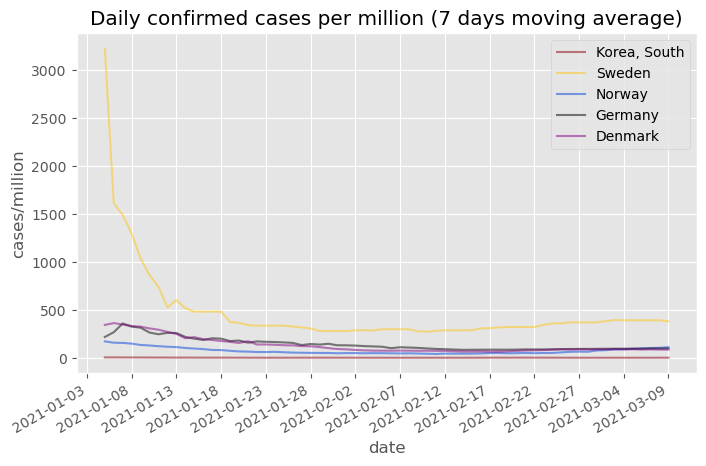 Daily confirmed cases per million (7 days moving average)
Korea, South
Sweden
Norway
Germany
Denmark
cases/million
3000
2500
2000
1500
1000
500
0
2021-01-03
2021-01-08
2021-01-13
2021-01-18
2021-01-23
2021-01-28
2021-02-02
2021-02-07
2021-02-12
2021-02-17
2021-02-22
2021-02-27
2021-03-04
2021-03-09
date